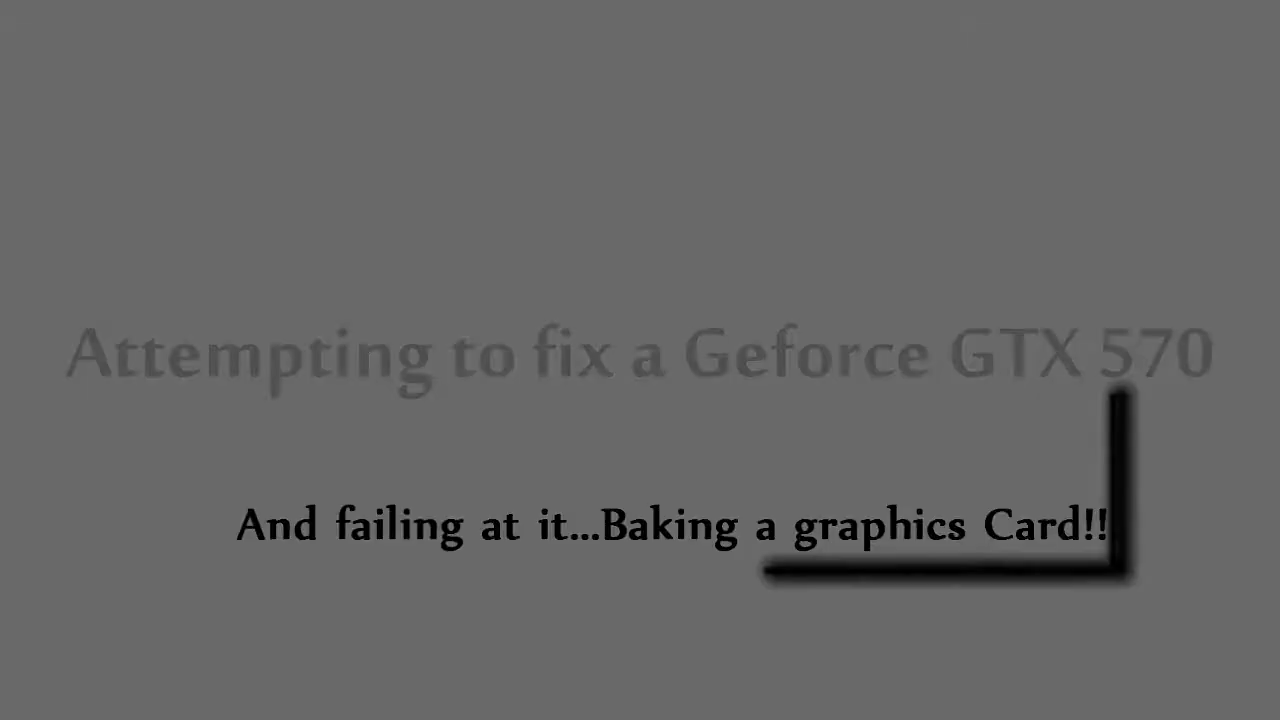 Attempting to fix a Geforce GTX 570
And failing at it...Baking a graphics Card!!